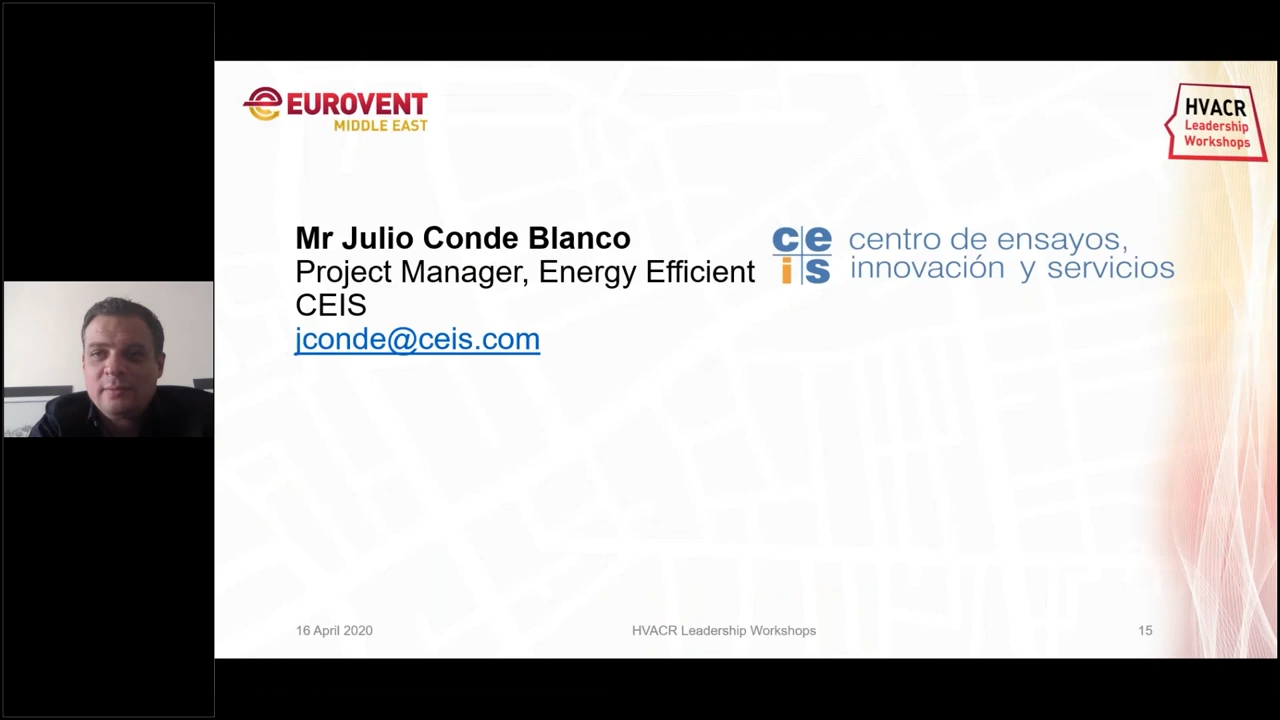 EUROVENT
MIDDLE EAST
HVACR
Leadership
Workshops
Mr Julio Conde Blanco
Project Manager, Energy Efficient
CEIS
jconde@ceis.com
ce
is
centro de ensayos,
innovación y servicios
16 April 2020
HVACR Leadership Workshops
15